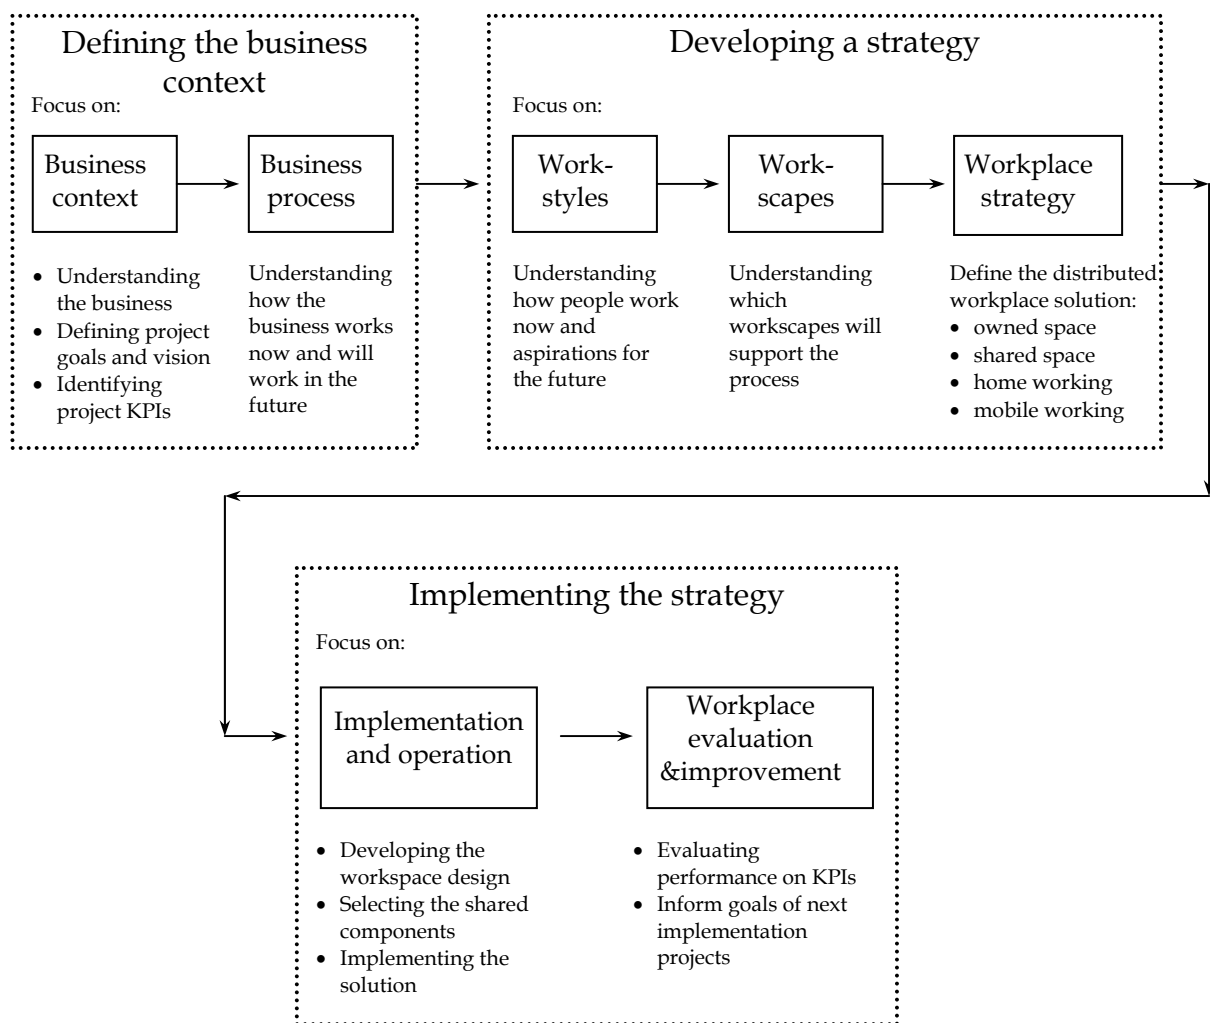 Defining the business
context
Focus on:
Business
context
Business
process
• Understanding
the business
• Defining project
goals and vision
• Identifying
project KPIs
Understanding
how the
business works
now and will
work in the
future
Developing a strategy
Focus on:
Work-
styles
Work-
scapes
Workplace
strategy
Understanding
how people work
now and
aspirations for
the future
Understanding
which
workscapes will
support the
process
Define the distributed
workplace solution:
• owned space
• shared space
• home working
• mobile working
Implementing the strategy
Focus on:
Implementation
and operation
Workplace
evaluation
&improvement
• Developing the
workspace design
• Selecting the shared
components
• Implementing the
solution
• Evaluating
performance on KPIs
• Inform goals of next
implementation
projects